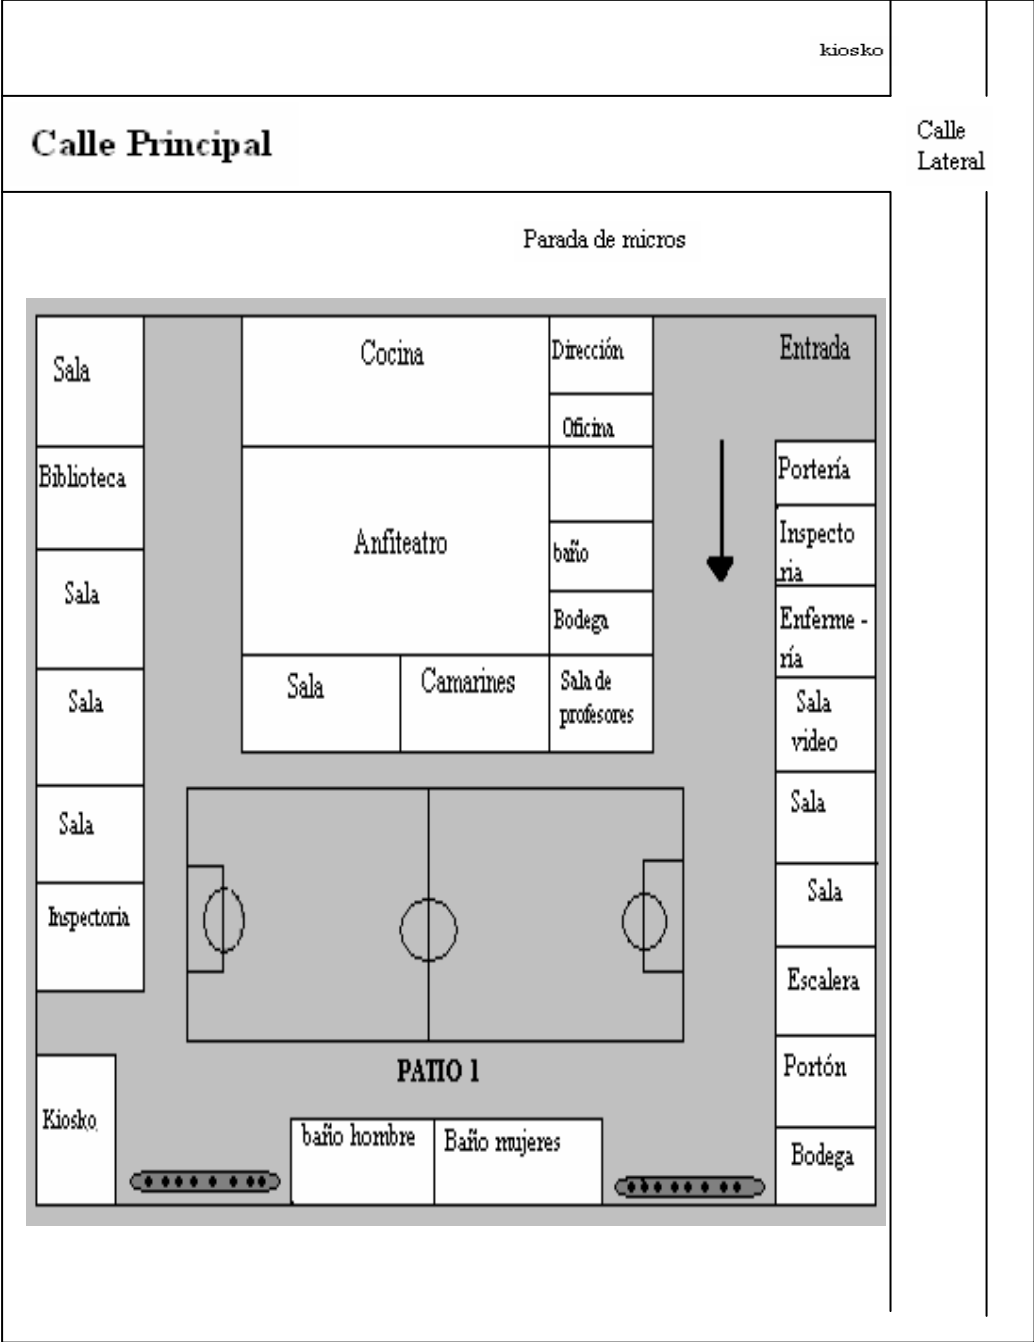 kiosko
Calle Principal
Calle
Lateral
Parada de micros
Sala
Cocina
Dirección
Entrada
Oficina
Biblioteca
Portería
Anfiteatro
baño
Inspecto
ria
Sala
Bodega
Enferme -
ría
Sala
Sala
Camarines
Sala de
profesores
Sala
video
Sala
Sala
Inspectoria
Sala
Escalera
PATIO 1
Portón
Kiosko
baño hombre
Baño mujeres
Bodega